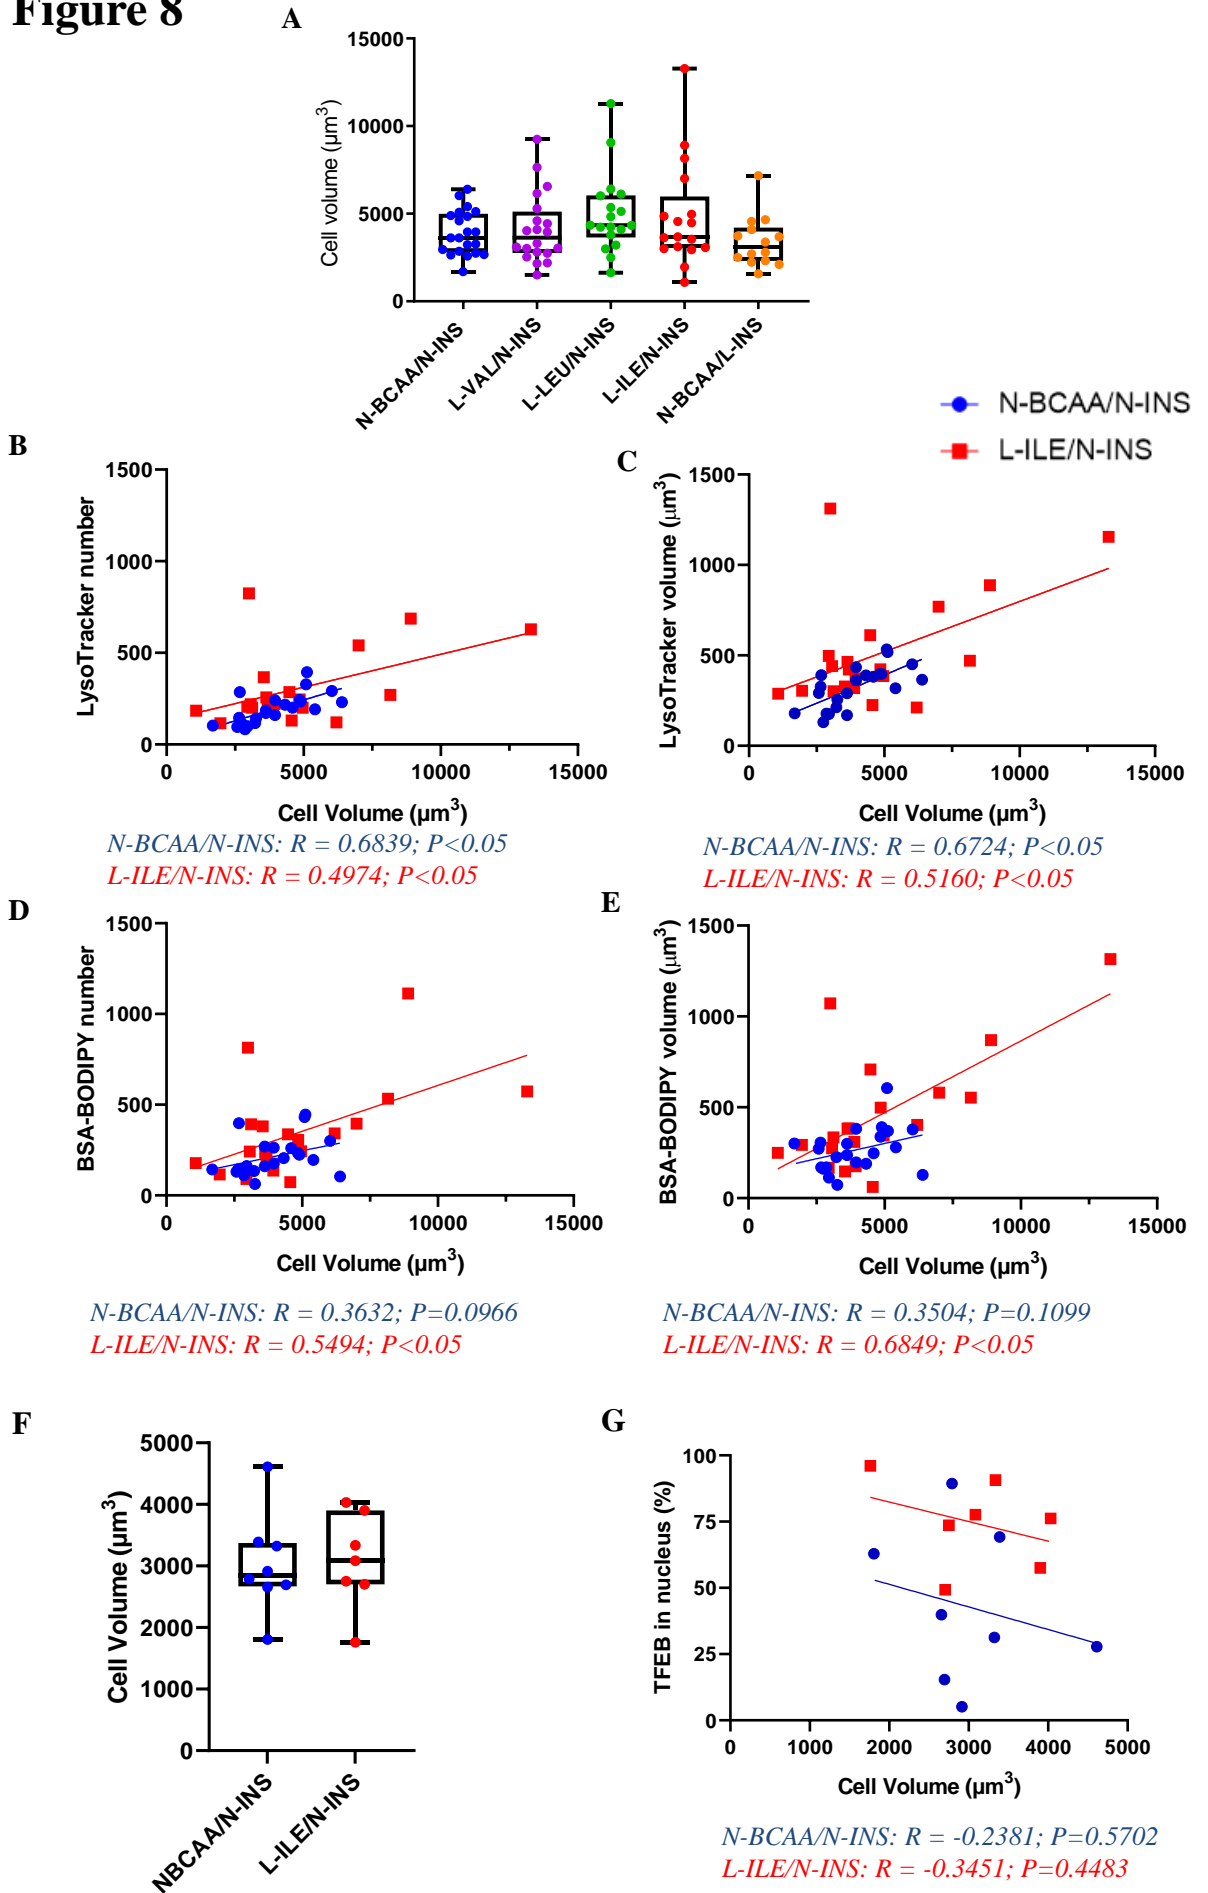 Figure 8
A
15000
10000
5000
0
Cell volume (µm³)
N-BCAA/N-INS
L-VAL/N-INS
L-LEU/N-INS
L-ILE/N-INS
N-BCAA/L-INS
N-BCAA/N-INS
L-ILE/N-INS
B
1500
1000
500
0
LysoTracker number
0 5000 10000 15000
Cell Volume (µm³)
N-BCAA/N-INS: R = 0.6839; P<0.05
L-ILE/N-INS: R = 0.4974; P<0.05
C
1500
1000
500
0
LysoTracker volume (µm³)
0 5000 10000 15000
Cell Volume (µm³)
N-BCAA/N-INS: R = 0.6724; P<0.05
L-ILE/N-INS: R = 0.5160; P<0.05
D
1500
1000
500
0
BSA-BODIPY number
0 5000 10000 15000
Cell Volume (µm³)
N-BCAA/N-INS: R = 0.3632; P=0.0966
L-ILE/N-INS: R = 0.5494; P<0.05
E
1500
1000
500
0
BSA-BODIPY volume (µm³)
0 5000 10000 15000
Cell Volume (µm³)
N-BCAA/N-INS: R = 0.3504; P=0.1099
L-ILE/N-INS: R = 0.6849; P<0.05
F
5000
4000
3000
2000
1000
0
Cell Volume (µm³)
NBCAA/N-INS
L-ILE/N-INS
G
100
75
50
25
0
TFEB in nucleus (%)
0 1000 2000 3000 4000 5000
Cell Volume (µm³)
N-BCAA/N-INS: R = -0.2381; P=0.5702
L-ILE/N-INS: R = -0.3451; P=0.4483